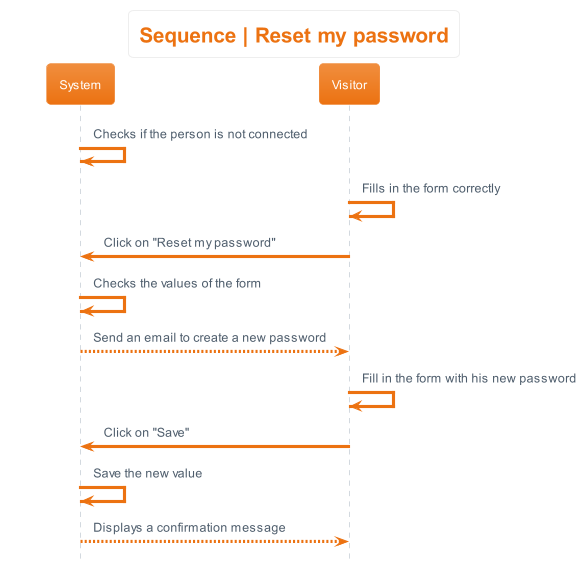 Sequence | Reset my password
System
Visitor
Checks if the person is not connected
Fills in the form correctly
Click on "Reset my password"
Checks the values of the form
Send an email to create a new password
Fill in the form with his new password
Click on "Save"
Save the new value
Displays a confirmation message